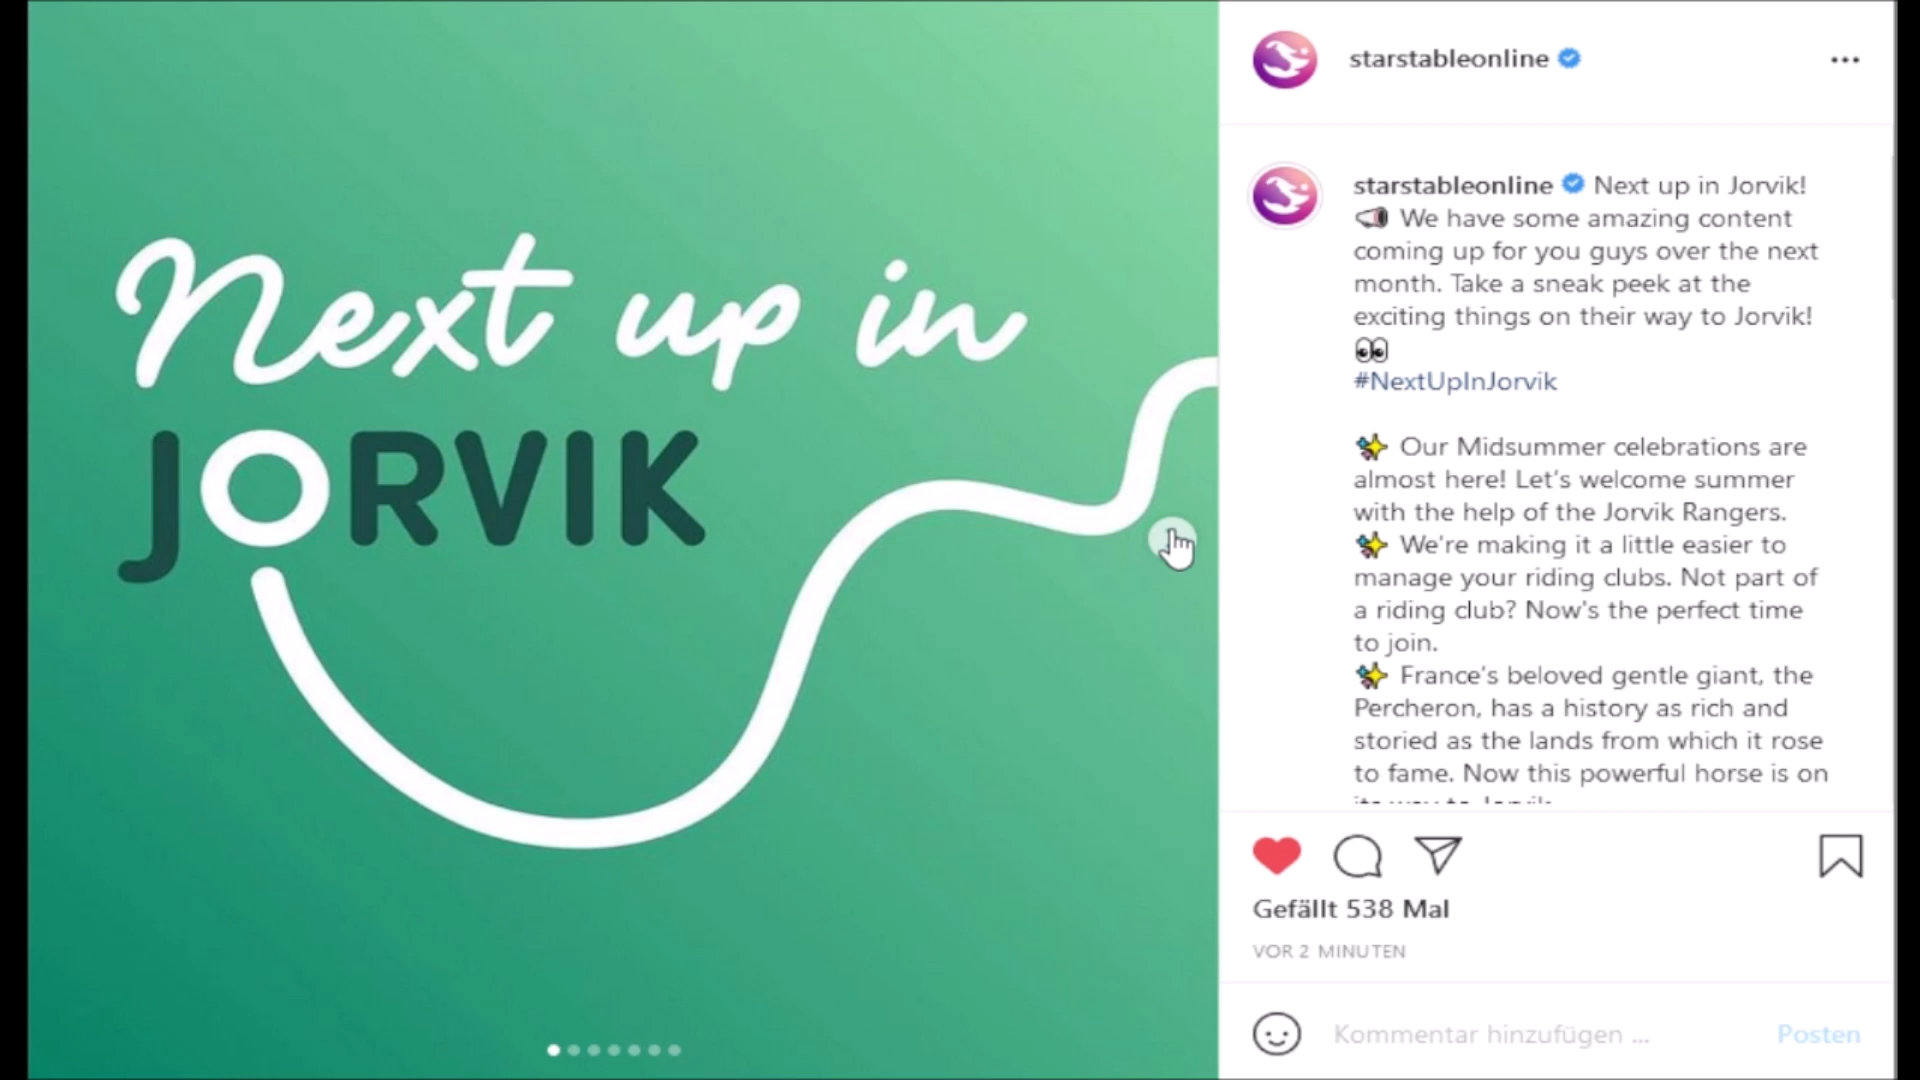 Next up in
JORVIK
starstableonline
starstableonline Next up in Jorvik!
We have some amazing content
coming up for you guys over the next
month. Take a sneak peek at the
exciting things on their way to Jorvik!
#NextUpInJorvik
Our Midsummer celebrations are
almost here! Let's welcome summer
with the help of the Jorvik Rangers.
We're making it a little easier to
manage your riding clubs. Not part of
a riding club? Now's the perfect time
to join.
France's beloved gentle giant, the
Percheron, has a history as rich and
storied as the lands from which it rose
to fame. Now this powerful horse is on
Gefällt 538 Mal
VOR 2 MINUTEN
Kommentar hinzufügen ...
Posten